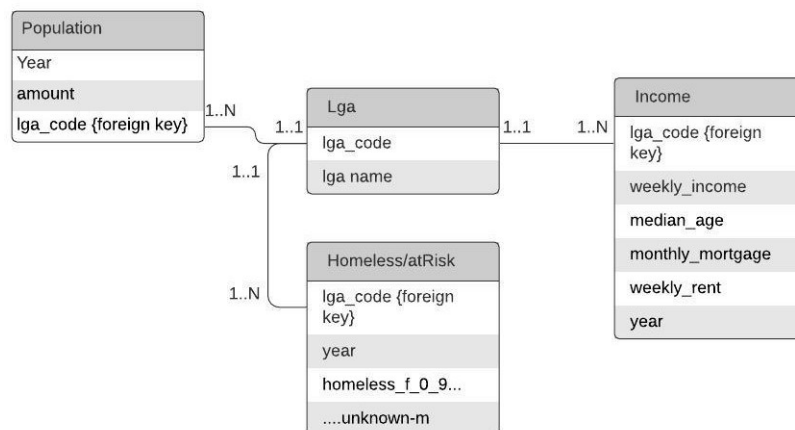 Population
Year
amount
lga_code {foreign key}
1..N
1..1
1..1
1..N
Lga
lga_code
lga name
1..1
1..N
Homeless/atRisk
lga_code {foreign
key}
year
homeless_f_0_9...
....unknown-m
Income
lga_code {foreign
key}
weekly_income
median_age
monthly_mortgage
weekly_rent
year